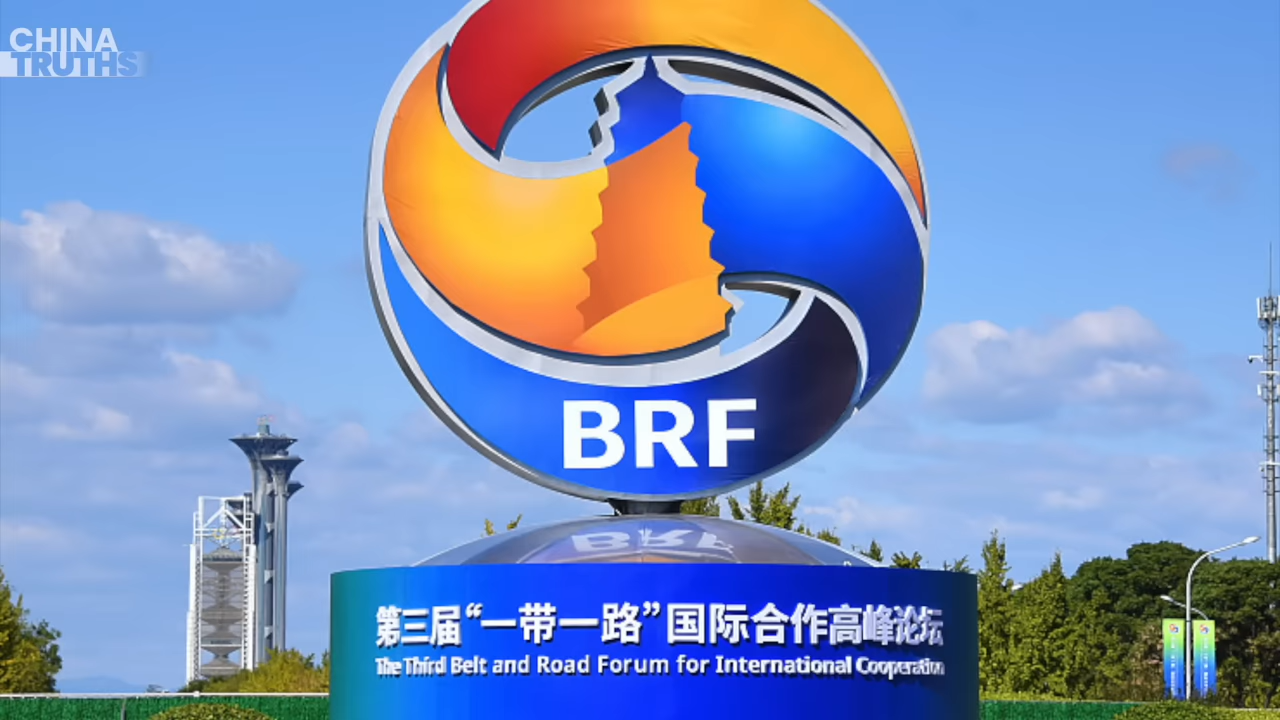 CHINA
TRUTHS
BRF
第三届“一带一路”国际合作高峰论坛
The Third Belt and Road Forum for International Cooperation